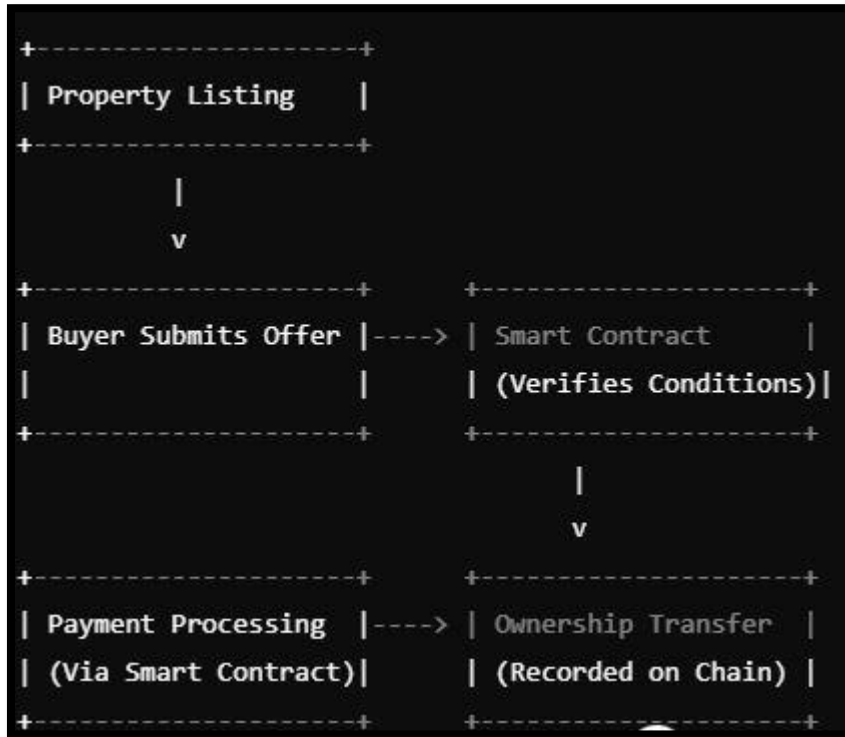 +---------------------+
| Property Listing    |
+---------------------+
          |
          v
+---------------------+      +---------------------+
| Buyer Submits Offer |----> | Smart Contract      |
|                     |      | (Verifies Conditions)|
+---------------------+      +---------------------+
                                    |
                                    v
+---------------------+      +---------------------+
| Payment Processing  |----> | Ownership Transfer  |
| (Via Smart Contract)|      | (Recorded on Chain) |
+---------------------+      +---------------------+